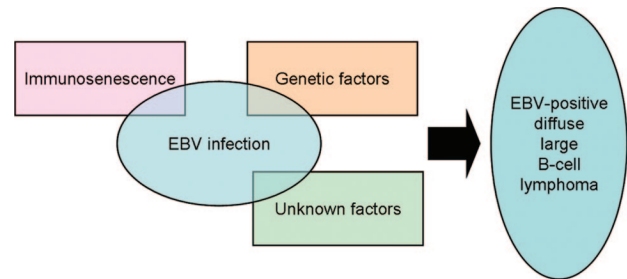 Immunosenescence
Genetic factors
EBV infection
Unknown factors
EBV-positive
diffuse
large
B-cell
lymphoma